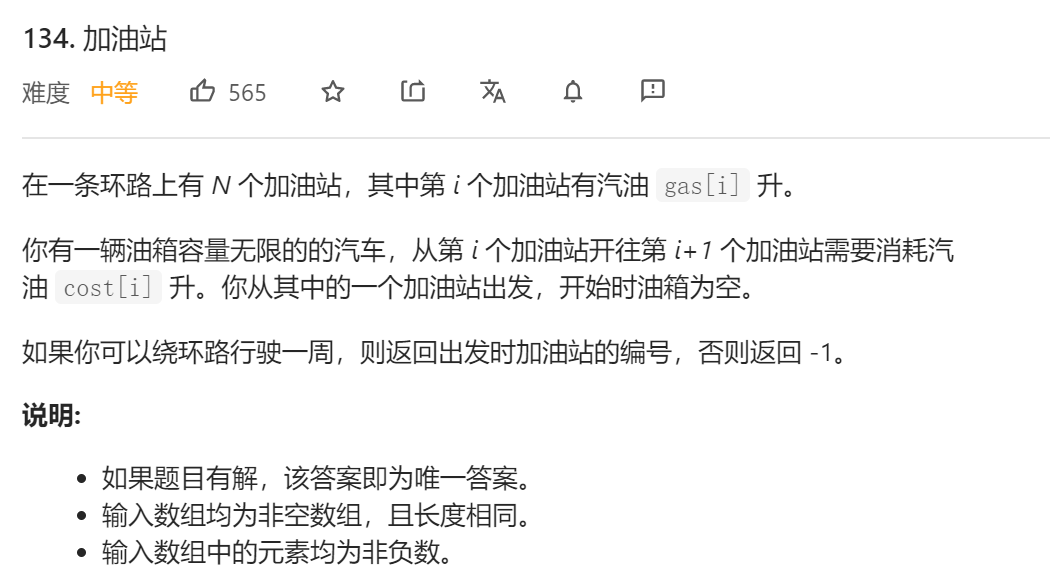 134. 加油站
难度 中等 565
在一条环路上有 N 个加油站，其中第 i 个加油站有汽油 gas[i] 升。
你有一辆油箱容量无限的的汽车，从第 i 个加油站开往第 i+1 个加油站需要消耗汽
油 cost[i] 升。你从其中的一个加油站出发，开始时油箱为空。
如果你可以绕环路行驶一周，则返回出发时加油站的编号，否则返回 -1。
说明:
• 如果题目有解，该答案即为唯一答案。
• 输入数组均为非空数组，且长度相同。
• 输入数组中的元素均为非负数。